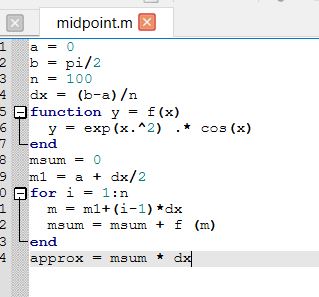 midpoint.m
1 a = 0
2 b = pi/2
3 n = 100
4 dx = (b-a)/n
5 function y = f(x)
6 y = exp(x.^2) .* cos(x)
7 end
8 msum = 0
9 m1 = a + dx/2
0 for i = 1:n
1 m = m1+(i-1)*dx
2 msum = msum + f (m)
3 end
4 approx = msum * dx